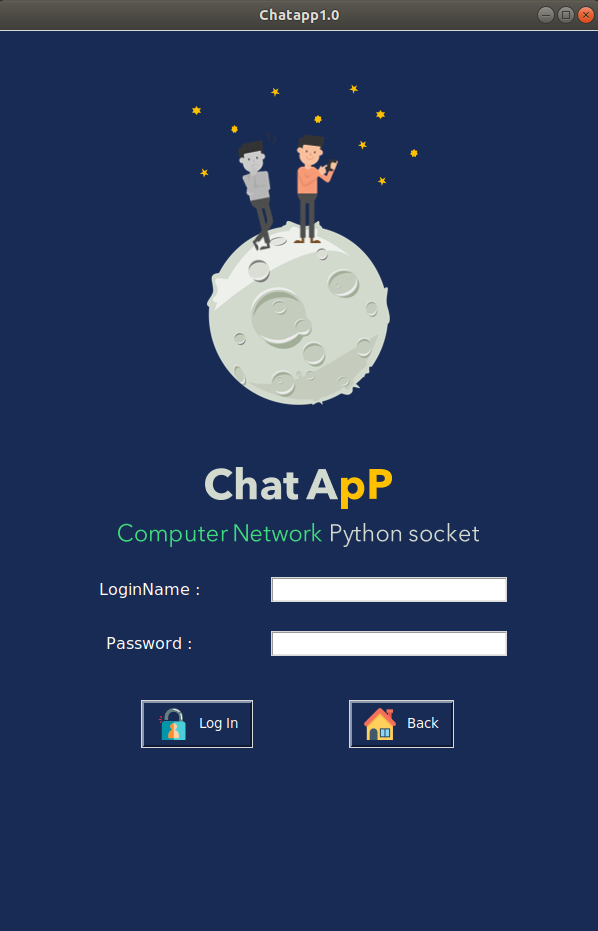 Chatapp1.0
Chat ApP
Computer Network Python socket
LoginName :
Password :
Log In Back